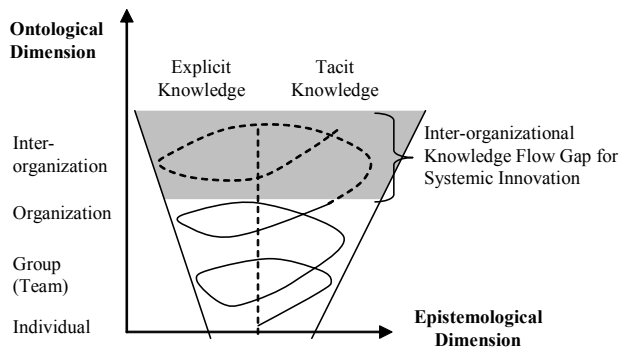 Ontological
Dimension
Explicit
Knowledge
Tacit
Knowledge
Inter-
organization
Inter-organizational
Knowledge Flow Gap for
Systemic Innovation
Organization
Group
(Team)
Individual
Epistemological
Dimension